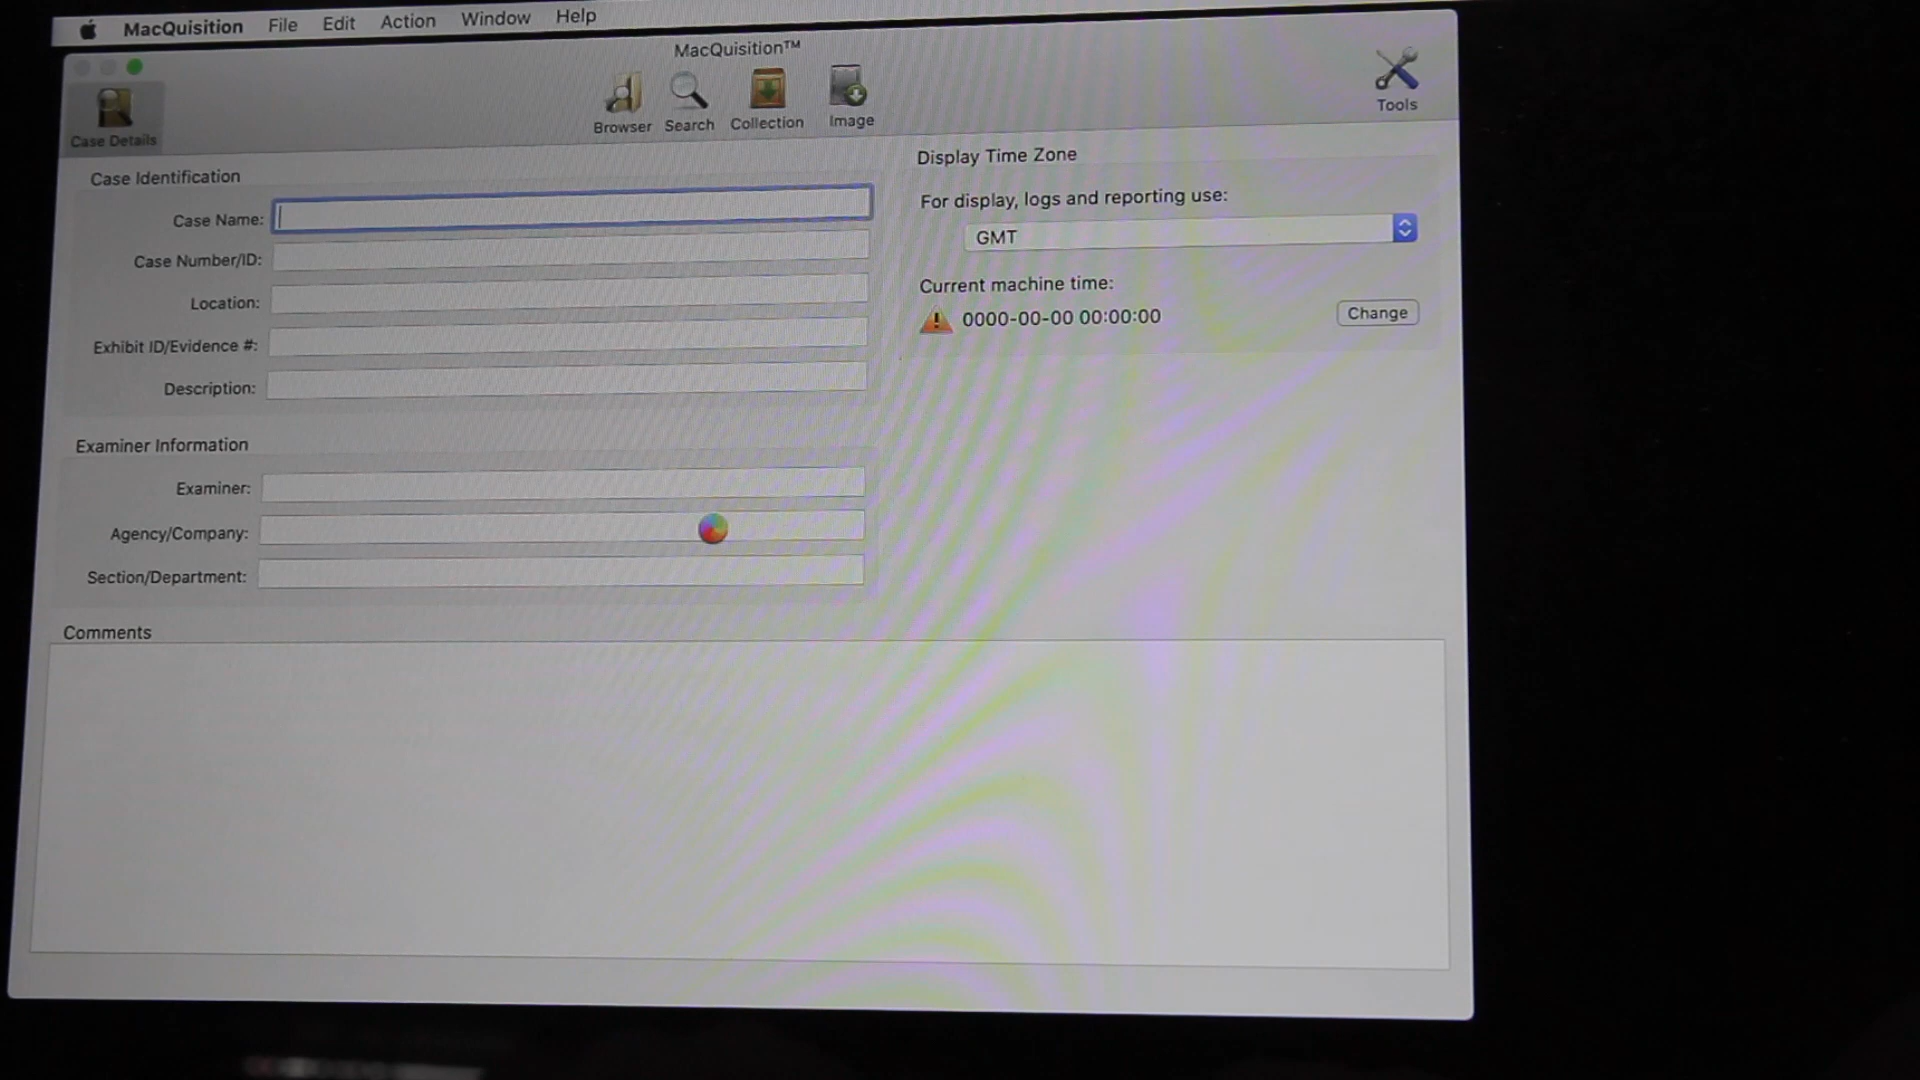 MacQuisition File Edit Action Window Help
MacQuisition™
Case Details
Browser Search Collection Image
Tools
Case Identification
Case Name:
Case Number/ID:
Location:
Exhibit ID/Evidence #:
Description:
Display Time Zone
For display, logs and reporting use:
GMT
Current machine time:
0000-00-00 00:00:00 Change
Examiner Information
Examiner:
Agency/Company:
Section/Department:
Comments